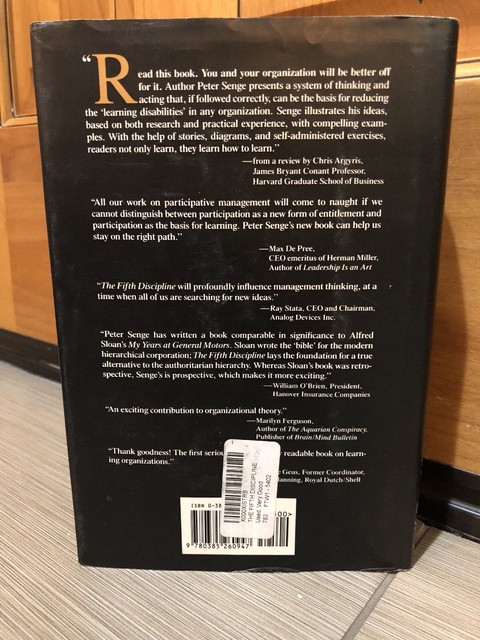 "Read this book. You and your organization will be better off
for it. Author Peter Senge presents a system of thinking and
acting that, if followed correctly, can be the basis for reducing
the 'learning disabilities' in any organization. Senge illustrates his ideas,
based on both research and practical experience, with compelling exam-
ples. With the help of stories, diagrams, and self-administered exercises,
readers not only learn, they learn how to learn."
—from a review by Chris Argyris,
James Bryant Conant Professor,
Harvard Graduate School of Business
"All our work on participative management will come to naught if we
cannot distinguish between participation as a new form of entitlement and
participation as the basis for learning. Peter Senge's new book can help us
stay on the right path."
—Max De Pree,
CEO emeritus of Herman Miller,
Author of Leadership Is an Art
"The Fifth Discipline will profoundly influence management thinking, at a
time when all of us are searching for new ideas."
—Ray Stata, CEO and Chairman,
Analog Devices Inc.
"Peter Senge has written a book comparable in significance to Alfred
Sloan's My Years at General Motors. Sloan wrote the 'bible' for the modern
hierarchical corporation; The Fifth Discipline lays the foundation for a true
alternative to the authoritarian hierarchy. Whereas Sloan's book was retro-
spective, Senge's is prospective, which makes it more exciting."
—William O'Brien, President,
Hanover Insurance Companies
"An exciting contribution to organizational theory."
—Marilyn Ferguson,
Author of The Aquarian Conspiracy,
Publisher of Brain/Mind Bulletin
"Thank goodness! The first seriou readable book on learn-
ing organizations."
Geus, Former Coordinator,
lanning, Royal Dutch/Shell
THE FIFTH DISCIPLINE
Used Very Good
ISBN 0-38
00>
9 780385 260947